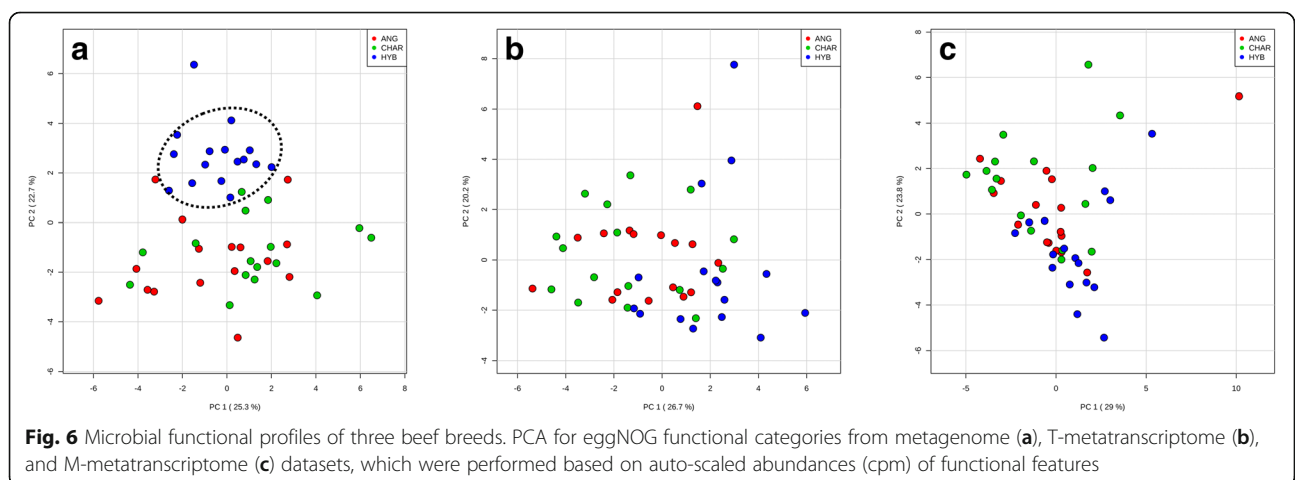 a
ANG
CHAR
HYB
6
4
2
0
-2
-4
-6
-6
-4
-2
0
2
4
6
8
PC 2 ( 22.7 %)
PC 1 ( 25.3 %)
b
ANG
CHAR
HYB
8
6
4
2
0
-2
-4
-4
-2
0
2
4
6
PC 2 ( 20.2 %)
PC 1 ( 26.7 %)
c
ANG
CHAR
HYB
8
6
4
2
0
-2
-4
-6
-5
0
5
10
PC 2 ( 23.8 %)
PC 1 ( 29 %)
Fig. 6 Microbial functional profiles of three beef breeds. PCA for eggNOG functional categories from metagenome (a), T-metatranscriptome (b),
and M-metatranscriptome (c) datasets, which were performed based on auto-scaled abundances (cpm) of functional features